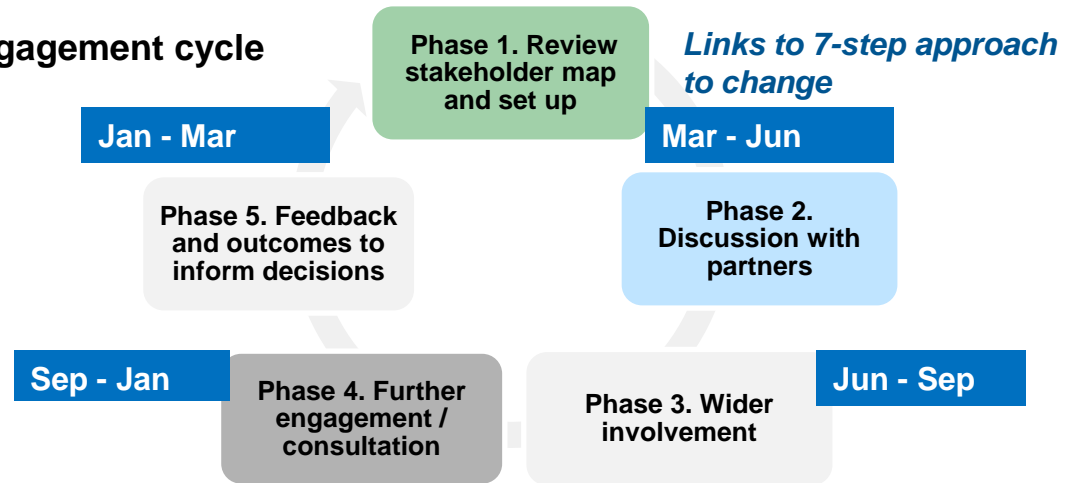 gagement cycle
Phase 1. Review
stakeholder map
and set up
Links to 7-step approach
to change
Jan - Mar
Mar - Jun
Phase 5. Feedback
and outcomes to
inform decisions
Phase 2.
Discussion with
partners
Sep - Jan
Phase 4. Further
engagement /
consultation
Phase 3. Wider
involvement
Jun - Sep